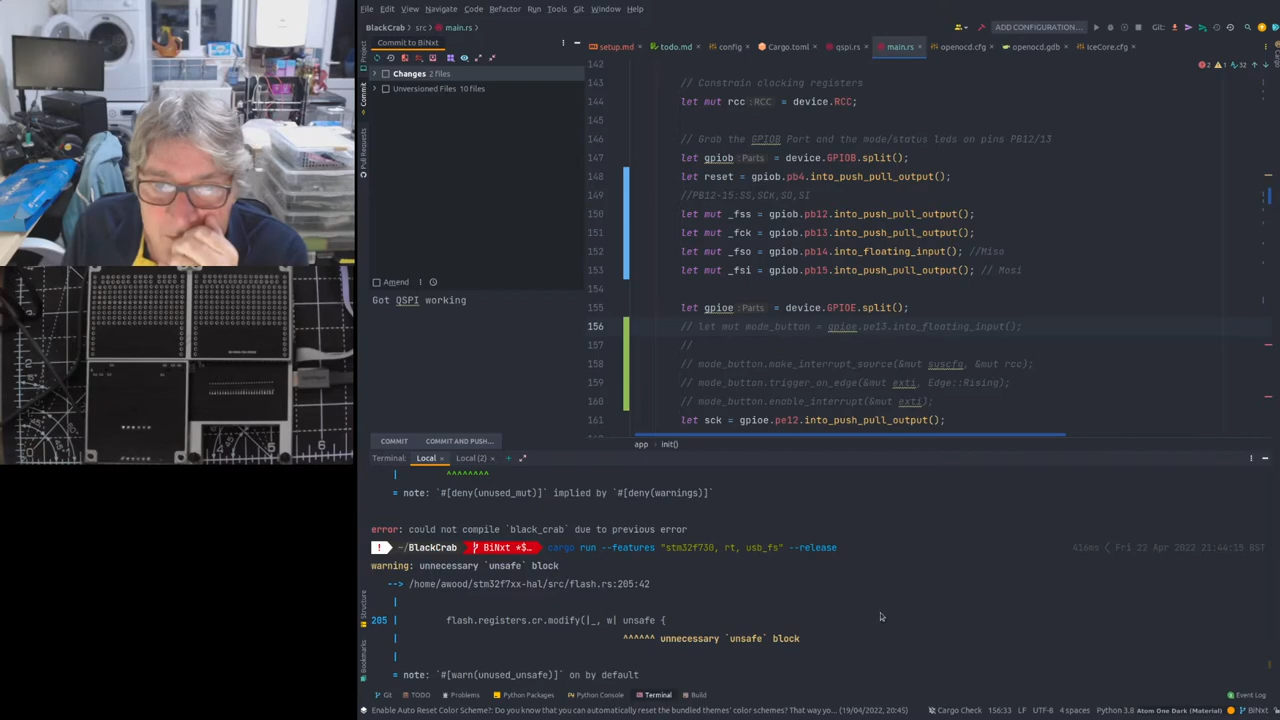 File Edit View Navigate Code Refactor Run Tools Git Window Help
BlackCrab src main.rs
ADD CONFIGURATION...
Git:
Commit to BiNxt
setup.md todo.md config Cargo.toml qspi.rs main.rs openocd.cfg openocd.gdb IceCore.cfg
Project
Commit
Pull Requests
Changes 2 files
Unversioned Files 10 files
2 1 32
142
143 // Constrain clocking registers
144 let mut rcc :RCC = device.RCC;
145
146 // Grab the GPIOB Port and the mode/status leds on pins PB12/13
147 let gpiob :Parts = device.GPIOB.split();
148 let reset = gpiob.pb4.into_push_pull_output();
149 //PB12-15:SS,SCK,SO,SI
150 let mut _fss = gpiob.pb12.into_push_pull_output();
151 let mut _fck = gpiob.pb13.into_push_pull_output();
152 let mut _fso = gpiob.pb14.into_floating_input(); //Miso
153 let mut _fsi = gpiob.pb15.into_push_pull_output(); // Mosi
154
155 let gpioe :Parts = device.GPIOE.split();
156 // let mut mode_button = gpioe.pe13.into_floating_input();
157 //
158 // mode_button.make_interrupt_source(&mut suscfg, &mut rcc);
159 // mode_button.trigger_on_edge(&mut exti, Edge::Rising);
160 // mode_button.enable_interrupt(&mut exti);
161 let sck = gpioe.pe12.into_push_pull_output();
Amend
Got QSPI working
COMMIT COMMIT AND PUSH...
app init()
Terminal: Local Local (2)
| ^^^^^^^^
= note: `#[deny(unused_mut)]` implied by `#[deny(warnings)]`
error: could not compile `black_crab` due to previous error
! ~/BlackCrab BiNxt *$… cargo run --features "stm32f730, rt, usb_fs" --release 416ms Fri 22 Apr 2022 21:44:15 BST
warning: unnecessary `unsafe` block
--> /home/awood/stm32f7xx-hal/src/flash.rs:205:42
|
205 | flash.registers.cr.modify(|_, w| unsafe {
| ^^^^^^ unnecessary `unsafe` block
|
= note: `#[warn(unused_unsafe)]` on by default
Structure
Bookmarks
Git TODO Problems Python Packages Python Console Terminal Build Event Log
Enable Auto Reset Color Scheme?: Do you know that you can automatically reset the bundled themes' color schemes? That way yo... (19/04/2022, 20:45) Cargo Check 156:33 LF UTF-8 4 spaces Python 3.8 Atom One Dark (Material) BiNxt